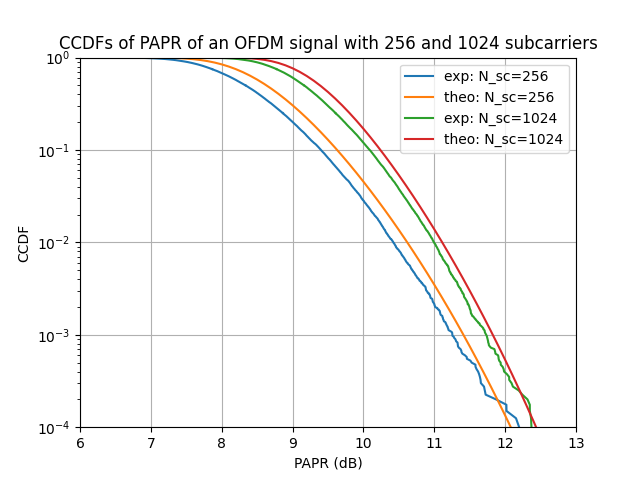 CCDFs of PAPR of an OFDM signal with 256 and 1024 subcarriers
exp: N_sc=256
theo: N_sc=256
exp: N_sc=1024
theo: N_sc=1024
CCDF
10⁰
10⁻¹
10⁻²
10⁻³
10⁻⁴
6 7 8 9 10 11 12 13
PAPR (dB)